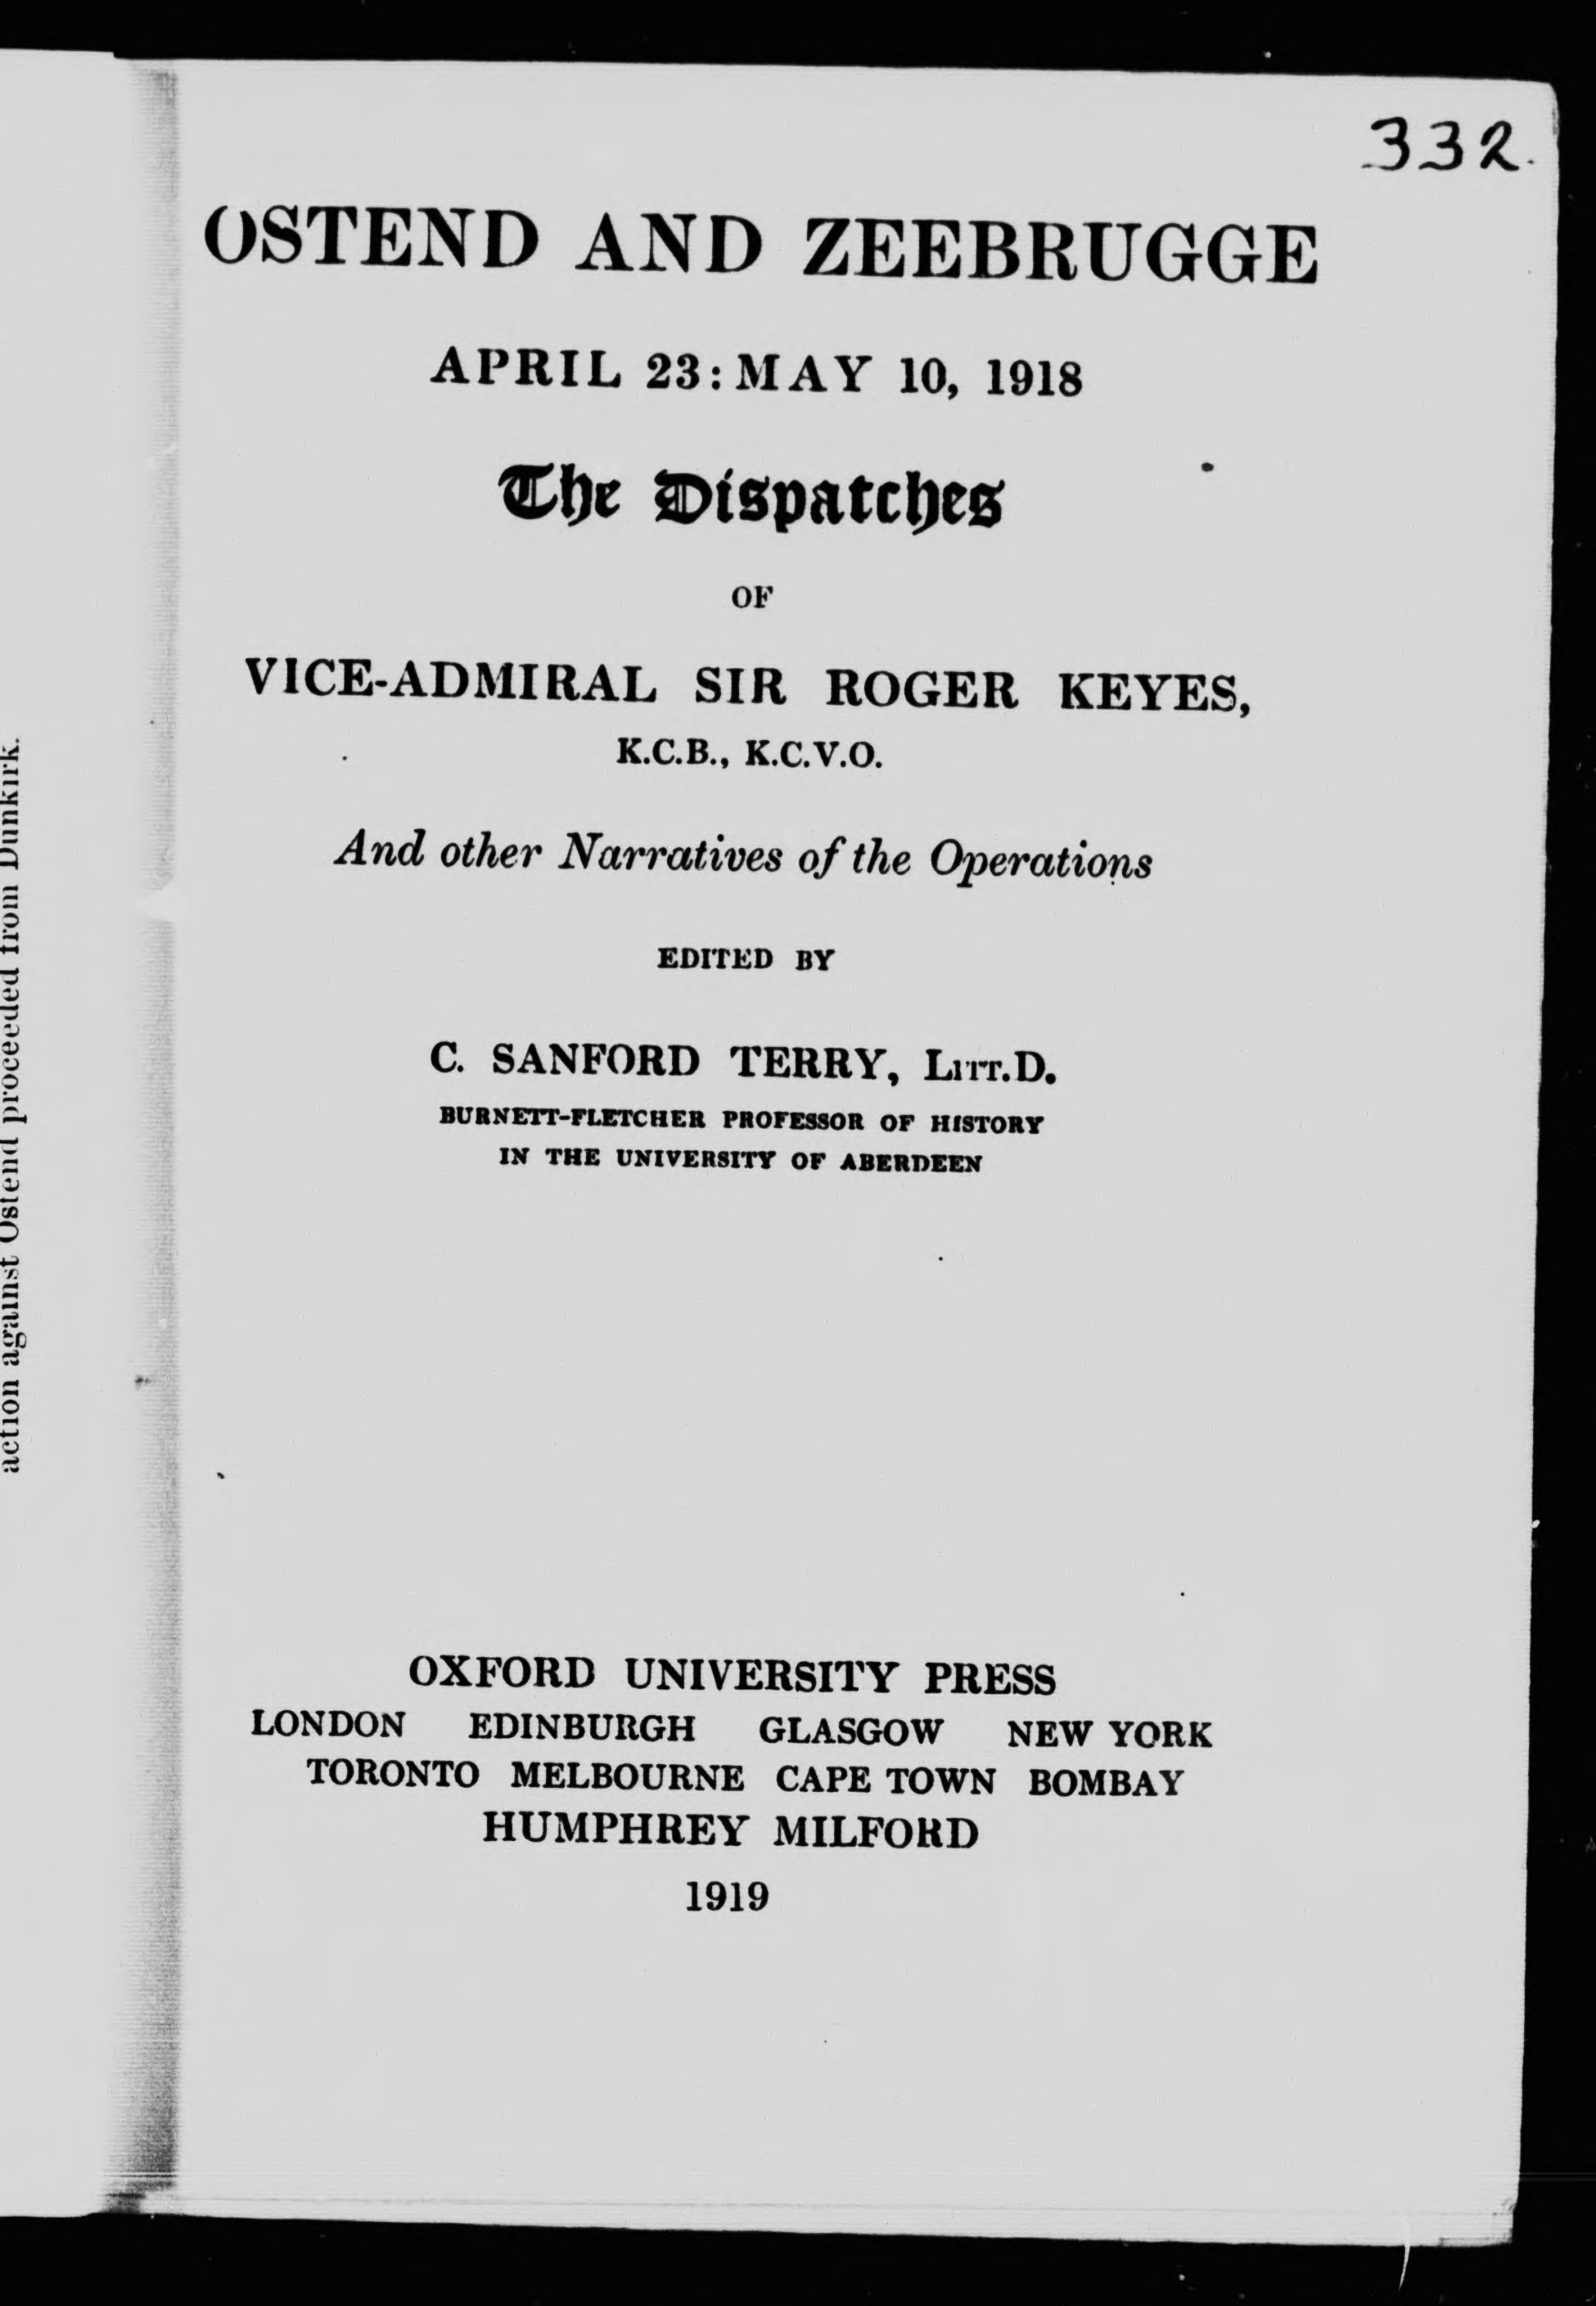 332.
OSTEND AND ZEEBRUGGE
APRIL 23: MAY 10, 1918
The Dispatches
OF
VICE-ADMIRAL SIR ROGER KEYES,
K.C.B., K.C.V.O.
And other Narratives of the Operations
EDITED BY
C. SANFORD TERRY, Litt.D.
BURNETT-FLETCHER PROFESSOR OF HISTORY
IN THE UNIVERSITY OF ABERDEEN
OXFORD UNIVERSITY PRESS
LONDON EDINBURGH GLASGOW NEW YORK
TORONTO MELBOURNE CAPE TOWN BOMBAY
HUMPHREY MILFORD
1919
action against Ostend proceeded from Dunkirk.